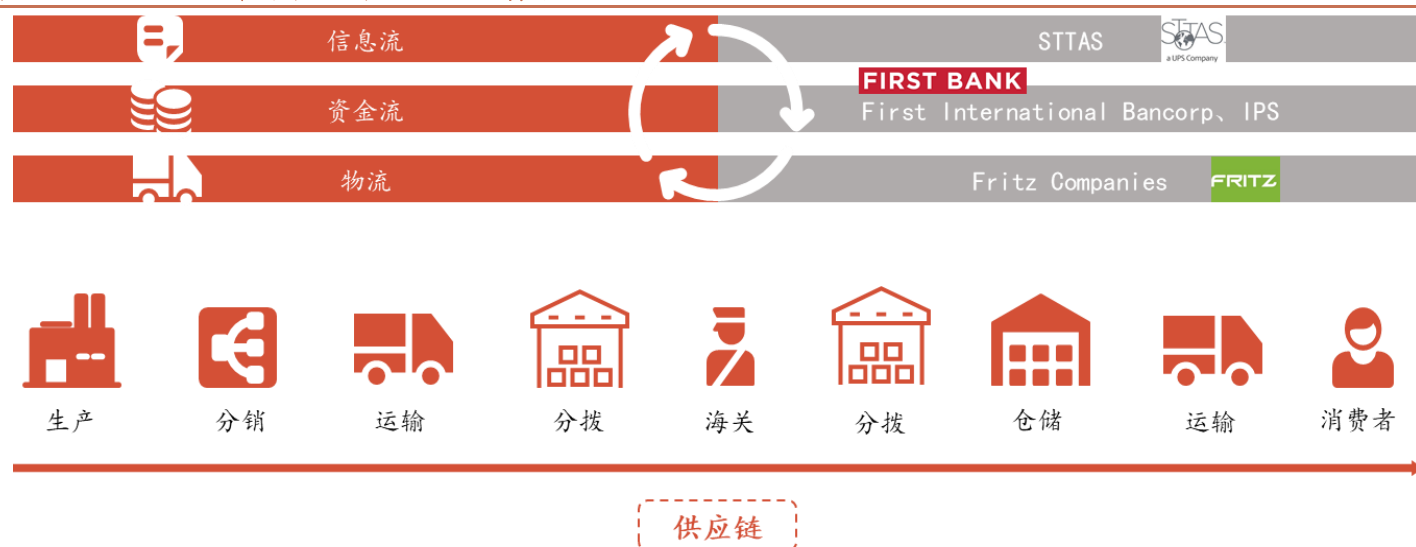 信息流
STTAS
STTAS
a UPS Company
FIRST BANK
资金流
First International Bancorp、IPS
物流
Fritz Companies
FRITZ
生产
分销
运输
分拨
海关
分拨
仓储
运输
消费者
供应链